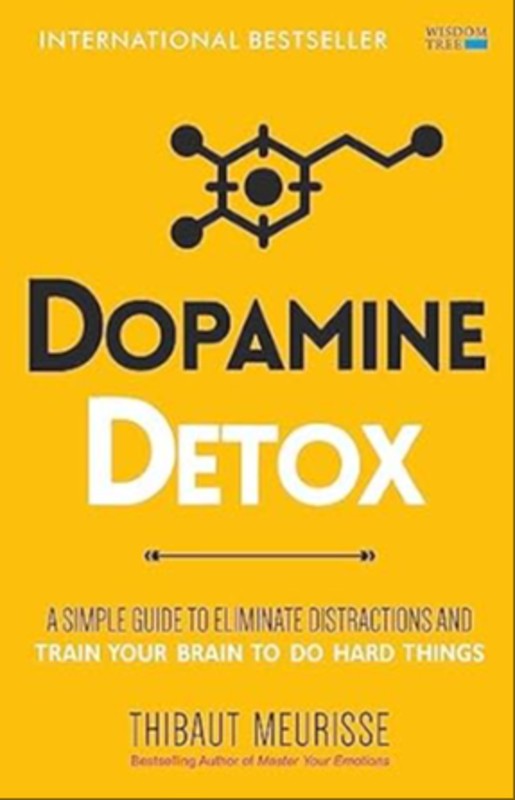 INTERNATIONAL BESTSELLER
WISDOM
TREE
DOPAMINE
DETOX
A SIMPLE GUIDE TO ELIMINATE DISTRACTIONS AND
TRAIN YOUR BRAIN TO DO HARD THINGS
THIBAUT MEURISSE
Bestselling Author of Master Your Emotions